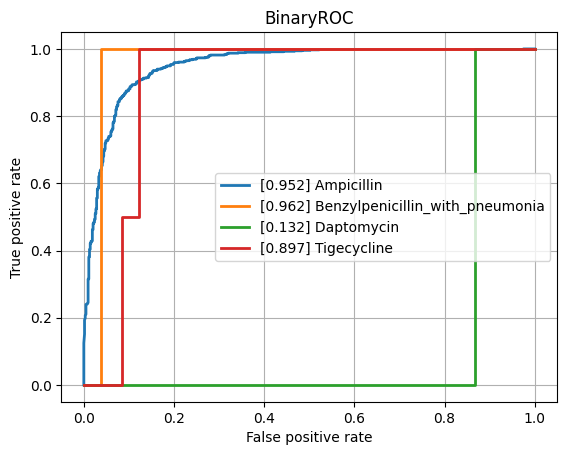 BinaryROC
True positive rate
1.0
0.8
0.6
0.4
0.2
0.0
[0.952] Ampicillin
[0.962] Benzylpenicillin_with_pneumonia
[0.132] Daptomycin
[0.897] Tigecycline
0.0 0.2 0.4 0.6 0.8 1.0
False positive rate